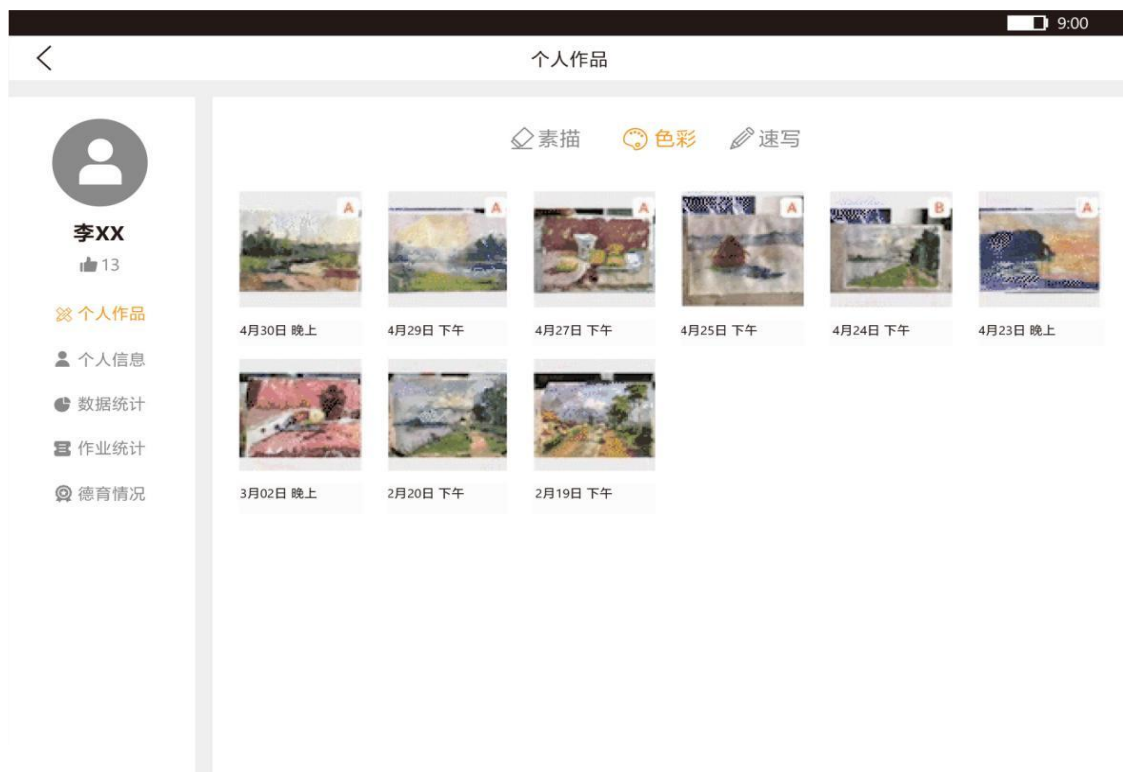 9:00
个人作品
李XX
13
个人作品
个人信息
数据统计
作业统计
德育情况
素描 色彩 速写
A A A A B A
4月30日 晚上 4月29日 下午 4月27日 下午 4月25日 下午 4月24日 下午 4月23日 晚上
3月02日 晚上 2月20日 下午 2月19日 下午